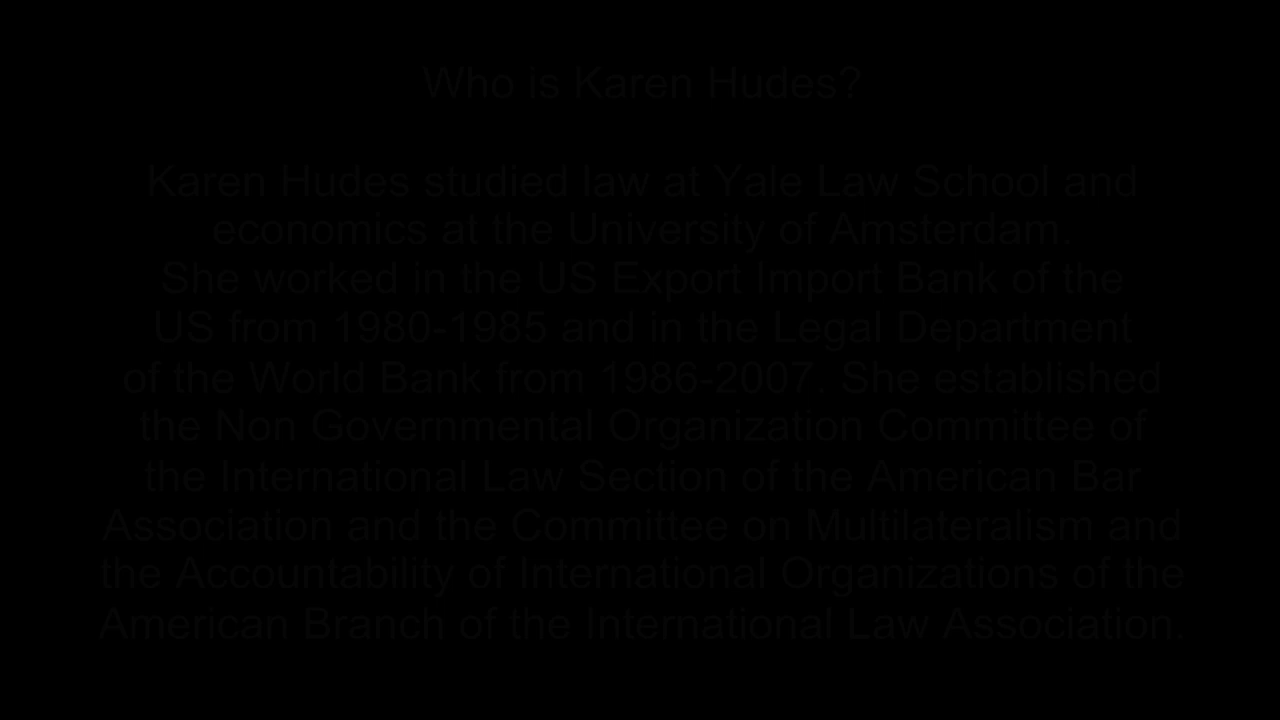 Who is Karen Hudes?
Karen Hudes studied law at Yale Law School and
economics at the University of Amsterdam.
She worked in the US Export Import Bank of the
US from 1980-1985 and in the Legal Department
of the World Bank from 1986-2007. She established
the Non Governmental Organization Committee of
the International Law Section of the American Bar
Association and the Committee on Multilateralism and
the Accountability of International Organizations of the
American Branch of the International Law Association.